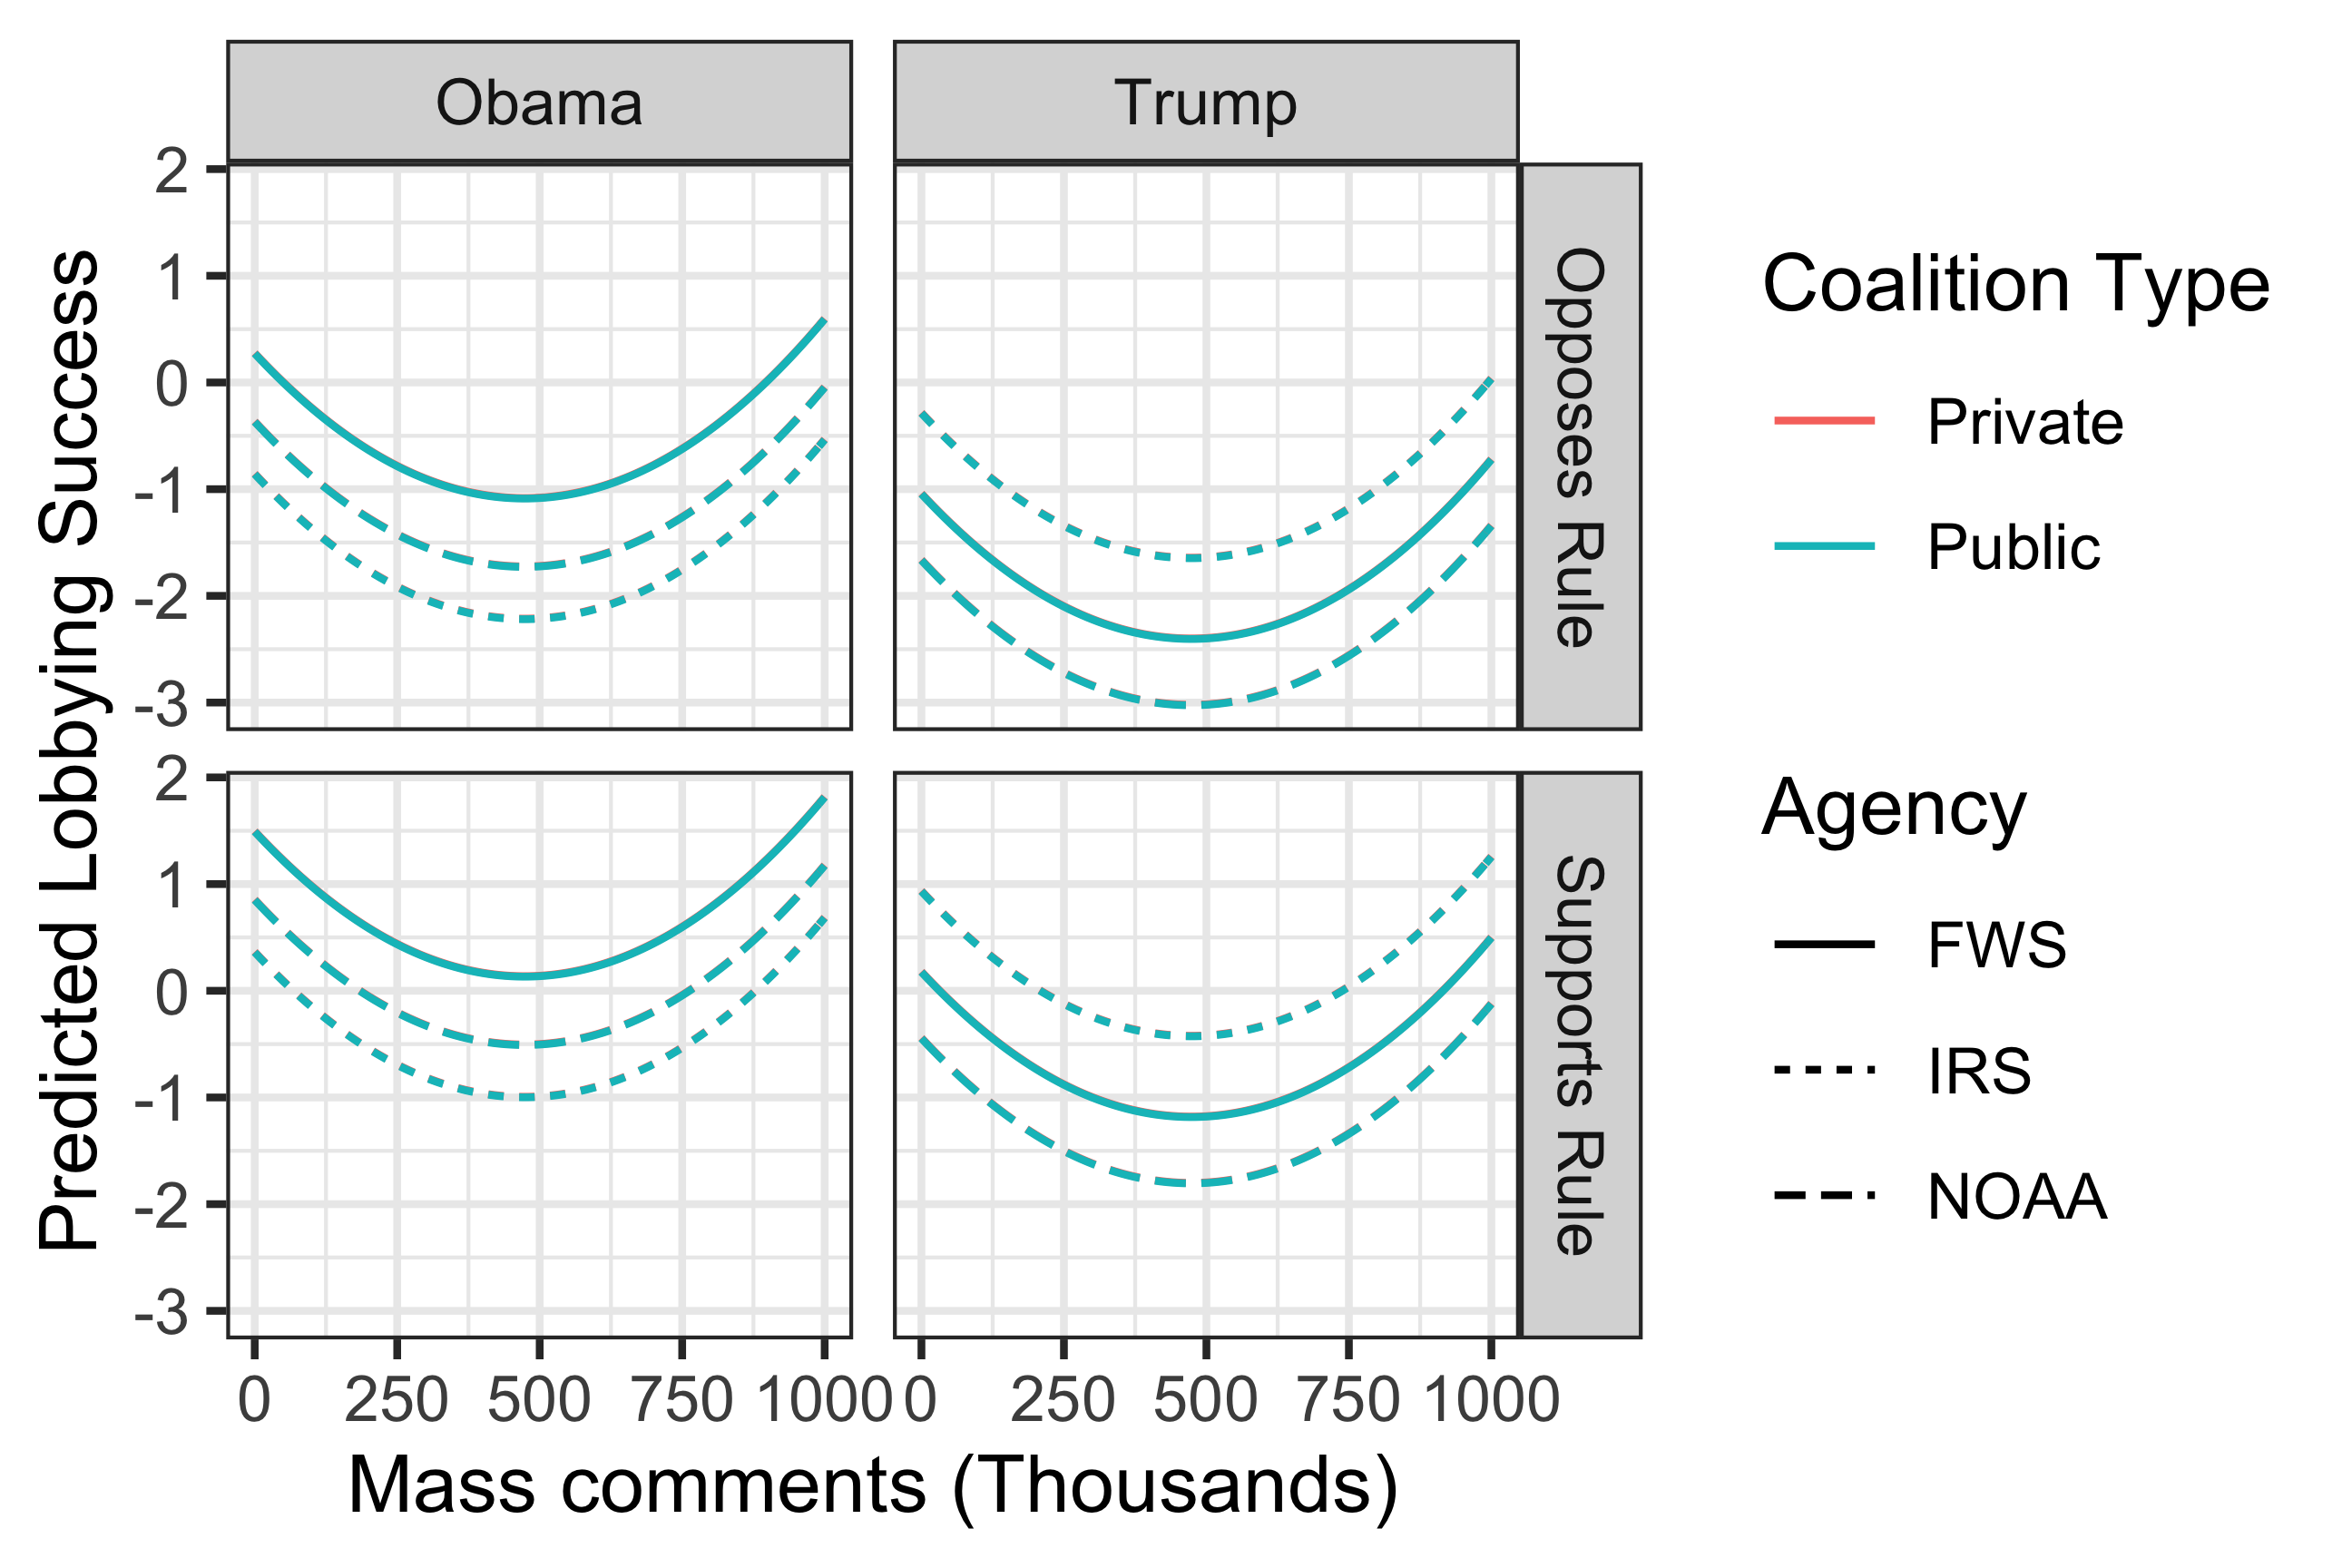 Obama
Trump
Predicted Lobbying Success
2
1
0
-1
-2
-3
Opposes Rule
2
1
0
-1
-2
-3
Supports Rule
0 250 500 750 1000
0 250 500 750 1000
Mass comments (Thousands)
Coalition Type
Private
Public
Agency
FWS
IRS
NOAA